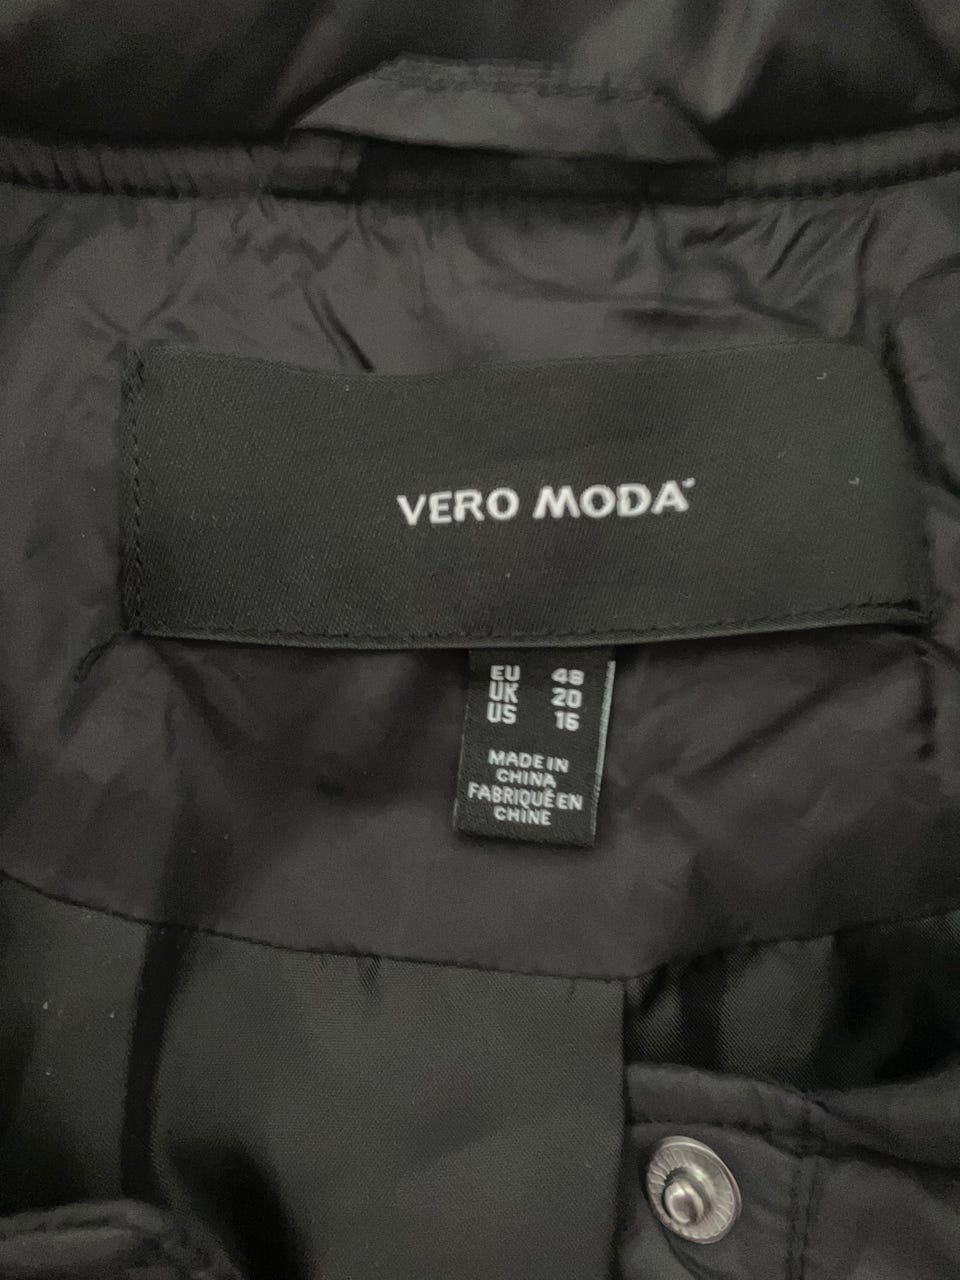 VERO MODA
EU 48
UK 20
US 16
MADE IN
CHINA
FABRIQUÉ EN
CHINE